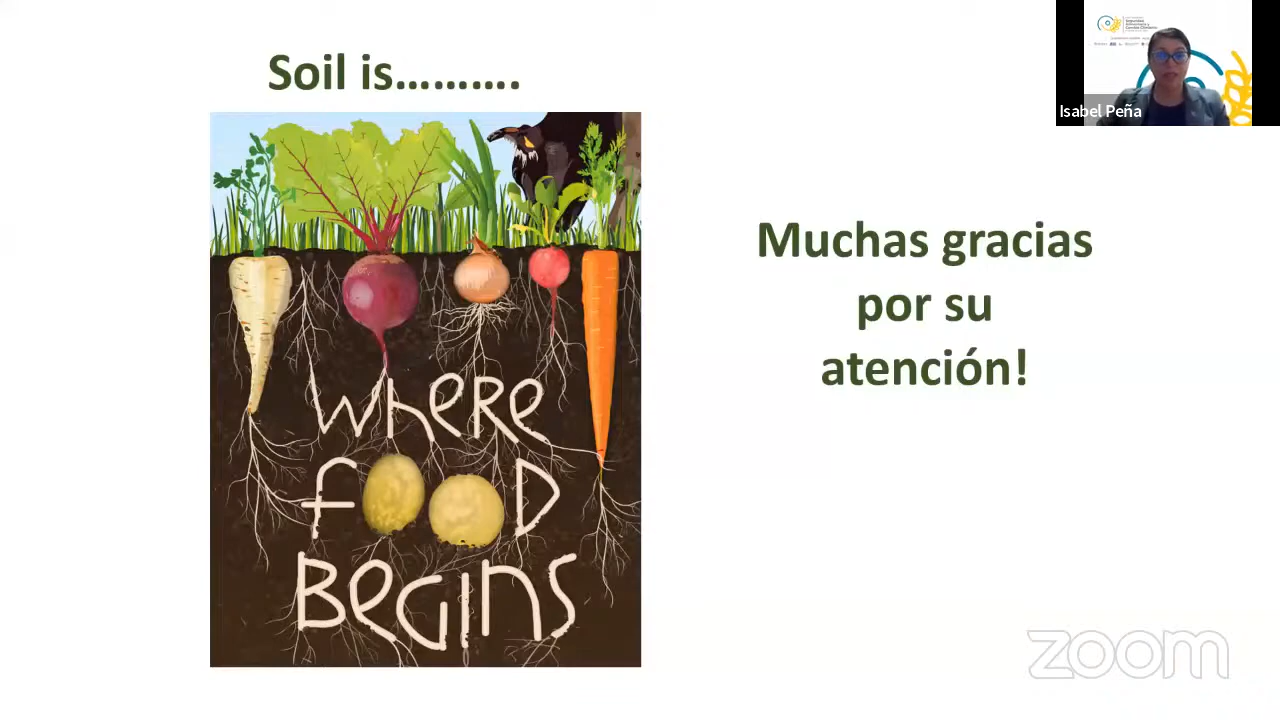 Soil is……….
WHERE
FOOD
BEGINS
Muchas gracias
por su
atención!
Isabel Peña
zoom